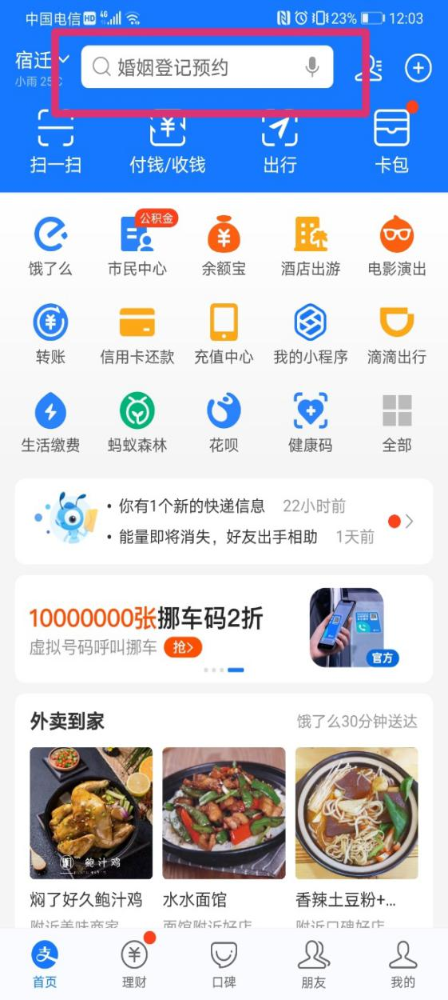 中国电信 HD 4G 23% 12:03
宿迁
小雨 25°C
婚姻登记预约
扫一扫 付钱/收钱 出行 卡包
公积金
饿了么 市民中心 余额宝 酒店出游 电影演出
转账 信用卡还款 充值中心 我的小程序 滴滴出行
生活缴费 蚂蚁森林 花呗 健康码 全部
• 你有1个新的快递信息 22小时前
• 能量即将消失，好友出手相助 1天前
10000000张挪车码2折
虚拟号码呼叫挪车 抢>
官方
外卖到家 饿了么30分钟送达
鲍汁鸡
焖了好久鲍汁鸡 水水面馆 香辣土豆粉+...
附近美味商家 面馆附近好店 附近口碑好店
支
首页 理财 口碑 朋友 我的